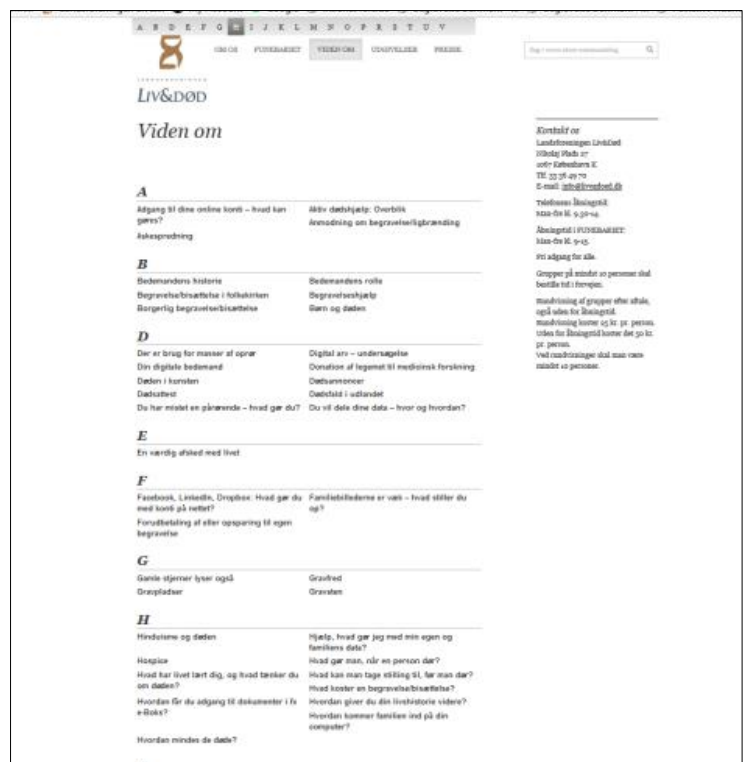 A B D E F G H I J K L M N O P R S T U V
OM OS FUNEBARIET VIDEN OM UDGIVELSER PRESSE
LIV&DØD
Viden om
A
Adgang til dine online konti – hvad kan
gøres?
Askespredning
Aktiv dødshjælp: Overblik
Anmodning om begravelse/ligbrænding
B
Bedemandens historie
Begravelse/bisættelse i folkekirken
Borgerlig begravelse/bisættelse
Bedemandens rolle
Begravelseshjælp
Børn og døden
D
Der er brug for masser af oprør
Din digitale bedemand
Døden i kunsten
Dødsattest
Du har mistet en pårørende – hvad gør du?
Digital arv – undersøgelse
Donation af legemet til medicinsk forskning
Dødsannoncer
Dødsfald i udlandet
Du vil dele dine data – hvor og hvordan?
E
En værdig afsked med livet
F
Facebook, LinkedIn, Dropbox: Hvad gør du
med konti på nettet?
Forudbetaling af eller opsparing til egen
begravelse
Familiebillederne er væk – hvad stiller du
op?
G
Gamle stjerner lyser også
Gravpladser
Gravfred
Gravsten
H
Hinduisme og døden
Hospice
Hvad har livet lært dig, og hvad tænker du
om døden?
Hvordan får du adgang til dokumenter i fx
e-Boks?
Hvordan mindes de døde?
Hjælp, hvad gør jeg med min egen og
familiens data?
Hvad gør man, når en person dør?
Hvad kan man tage stilling til, før man dør?
Hvad koster en begravelse/bisættelse?
Hvordan giver du din livshistorie videre?
Hvordan kommer familien ind på din
computer?
Kontakt os
Landsforeningen Liv&Død
Nikolaj Plads 27
1067 København K
Tlf. 33 36 49 70
E-mail: info@livogdoed.dk
Telefonens åbningstid:
Man-fre kl. 9.30-14.
Åbningstid i FUNEBARIET:
Man-fre kl. 9-15.
Fri adgang for alle.
Grupper på mindst 10 personer skal
bestille tid i forvejen.
Rundvisning af grupper efter aftale,
også uden for åbningstid.
Rundvisning koster 25 kr. pr. person.
Uden for åbningstid koster det 50 kr.
pr. person.
Ved rundvisninger skal man være
mindst 10 personer.